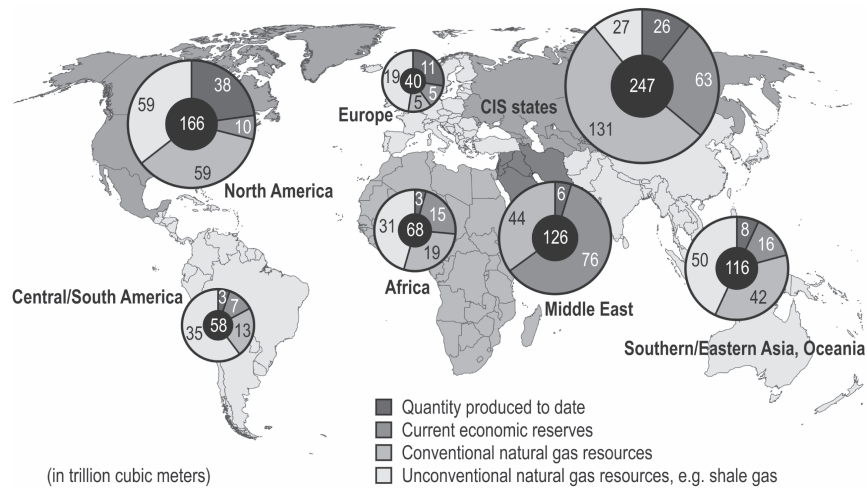 27
26
247
63
131
CIS states
19
11
40
5
5
Europe
38
59
166
10
59
North America
3
15
31
68
19
Africa
6
44
126
76
Middle East
8
16
50
116
42
Southern/Eastern Asia, Oceania
Central/South America
3
7
58
35
13
Quantity produced to date
Current economic reserves
Conventional natural gas resources
Unconventional natural gas resources, e.g. shale gas
(in trillion cubic meters)